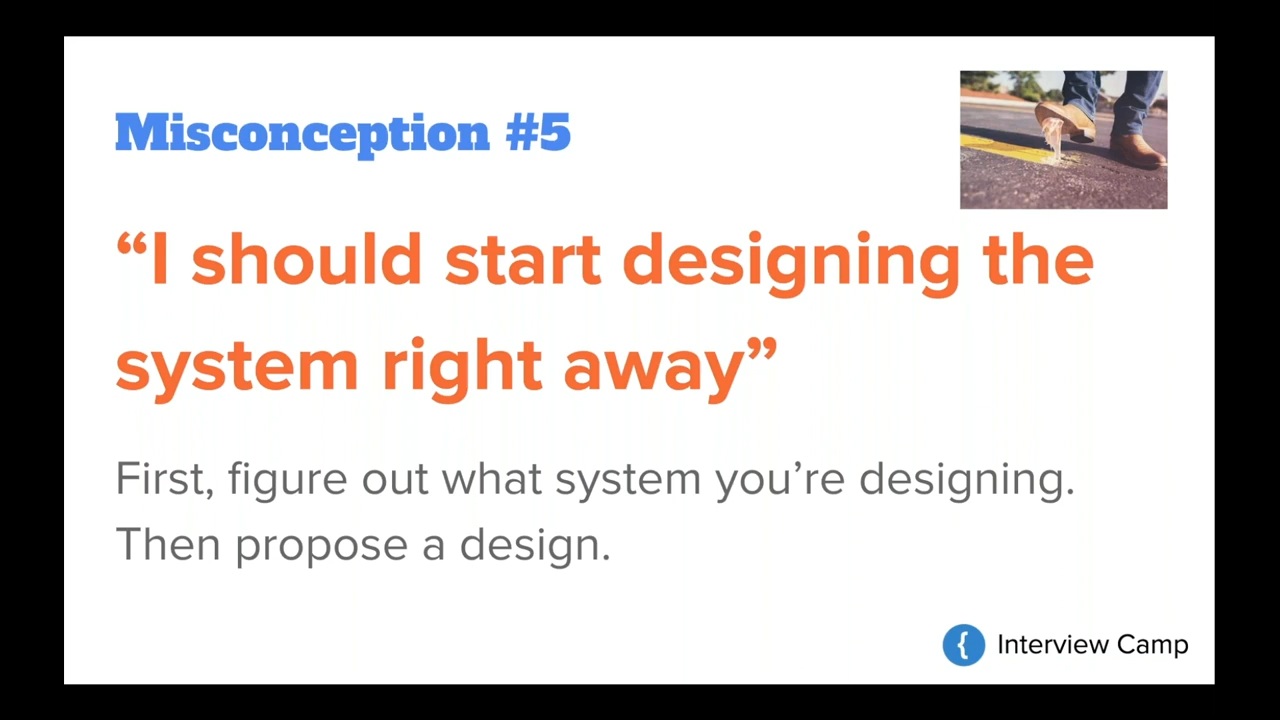 Misconception #5
“I should start designing the
system right away”
First, figure out what system you’re designing.
Then propose a design.
{ Interview Camp